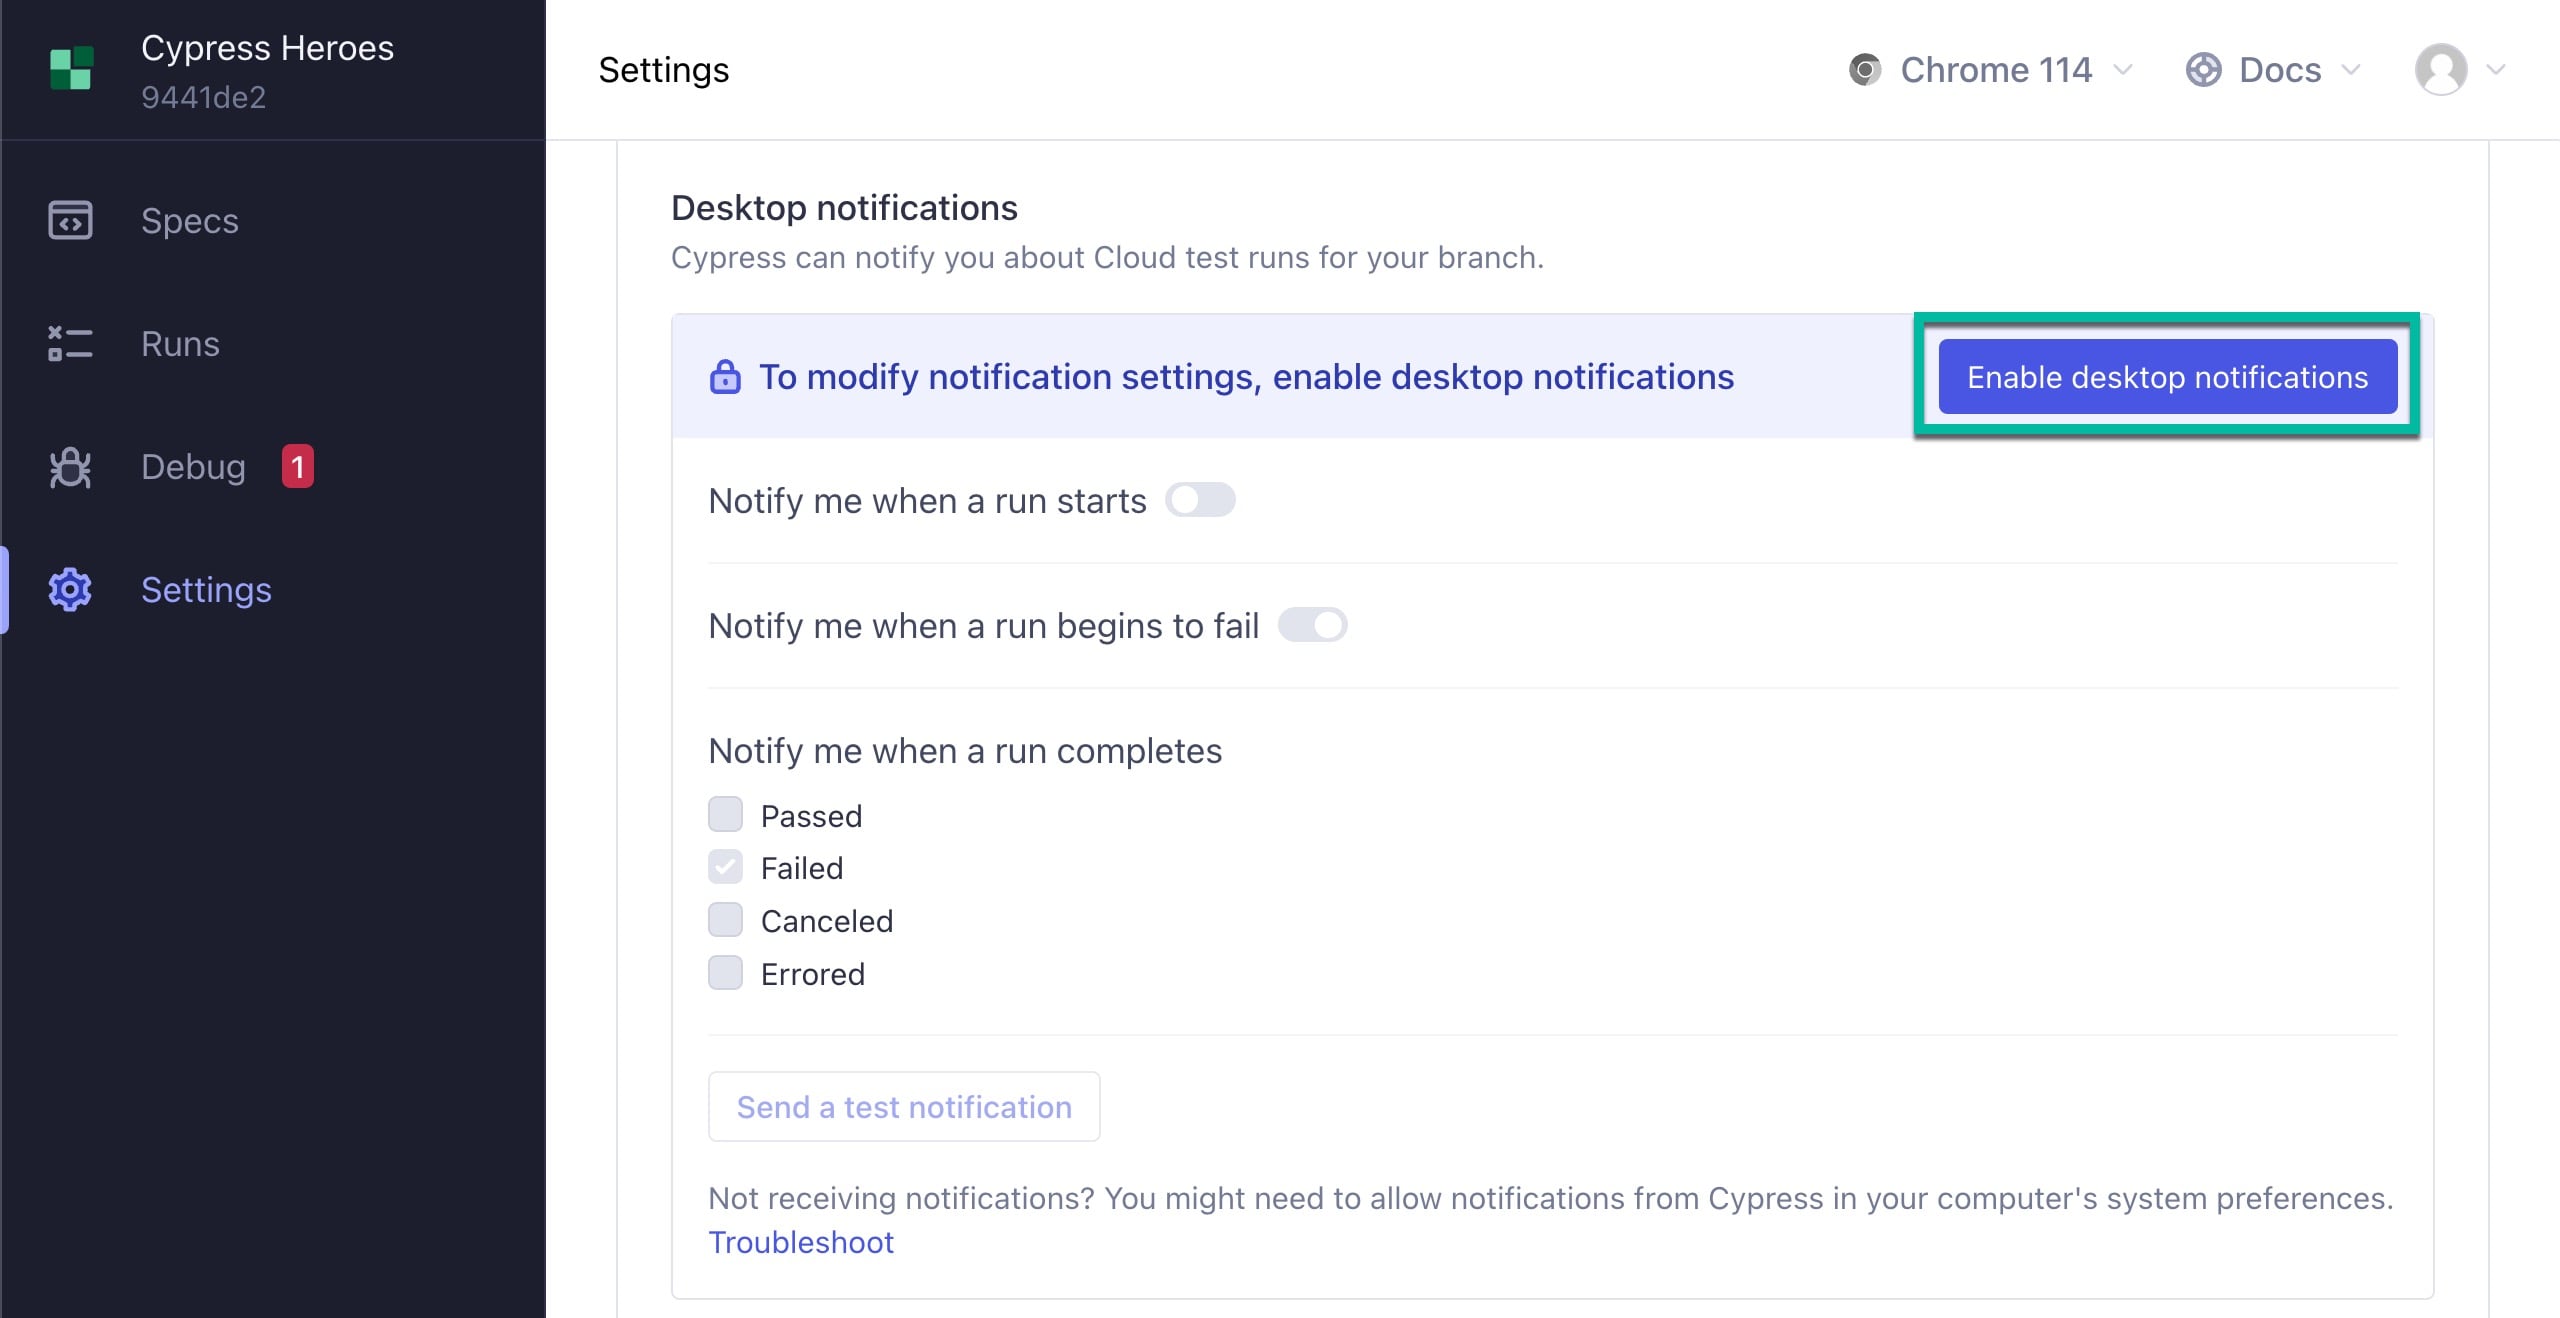 Cypress Heroes
9441de2
Specs
Runs
Debug 1
Settings
Settings
Chrome 114
Docs
Desktop notifications
Cypress can notify you about Cloud test runs for your branch.
To modify notification settings, enable desktop notifications
Enable desktop notifications
Notify me when a run starts
Notify me when a run begins to fail
Notify me when a run completes
Passed
Failed
Canceled
Errored
Send a test notification
Not receiving notifications? You might need to allow notifications from Cypress in your computer's system preferences.
Troubleshoot